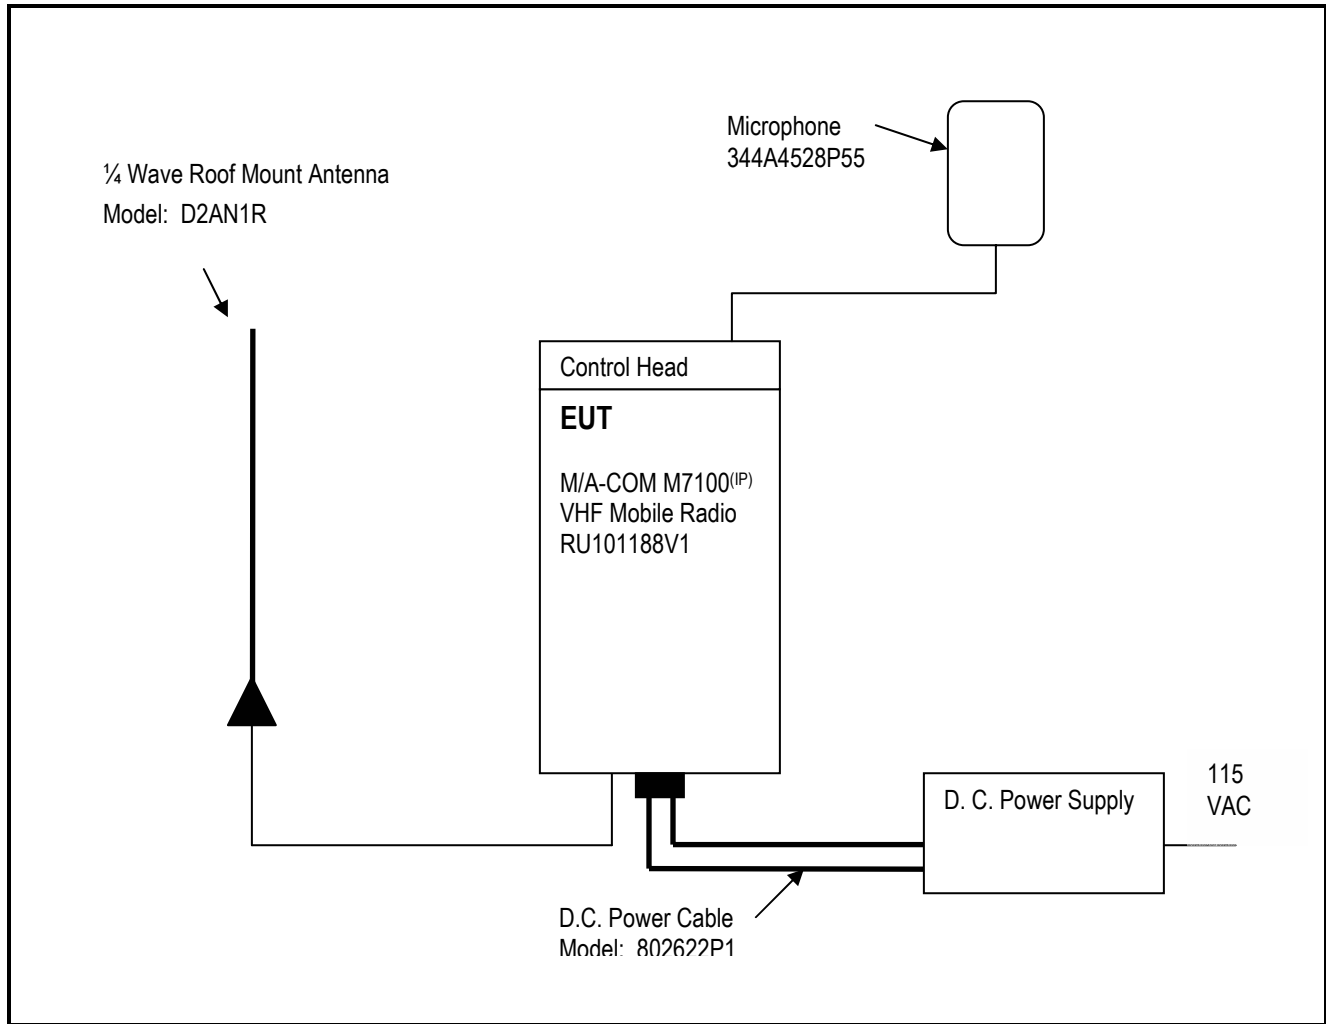 Microphone
344A4528P55
¼ Wave Roof Mount Antenna
Model: D2AN1R
Control Head
EUT
M/A-COM M7100(IP)
VHF Mobile Radio
RU101188V1
115
VAC
D. C. Power Supply
D.C. Power Cable
Model: 802622P1